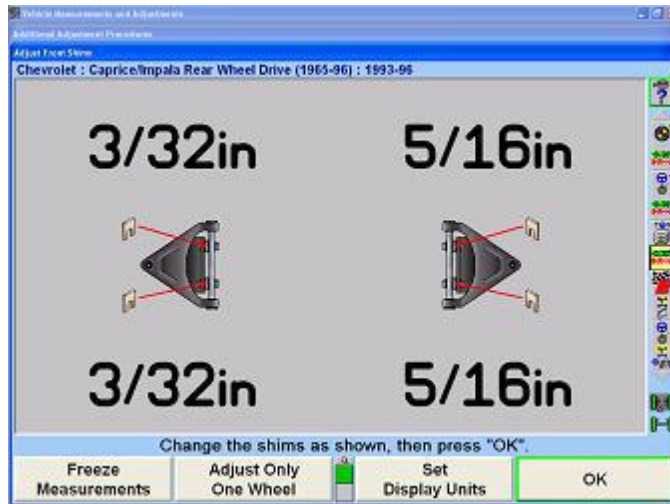 Vehicle Measurements and Adjustments
Additional Adjustment Procedures
Adjust Front Shims
Chevrolet : Caprice/Impala Rear Wheel Drive (1965-96) : 1993-96
3/32in 5/16in
3/32in 5/16in
Change the shims as shown, then press "OK".
Freeze Measurements
Adjust Only One Wheel
Set Display Units
OK